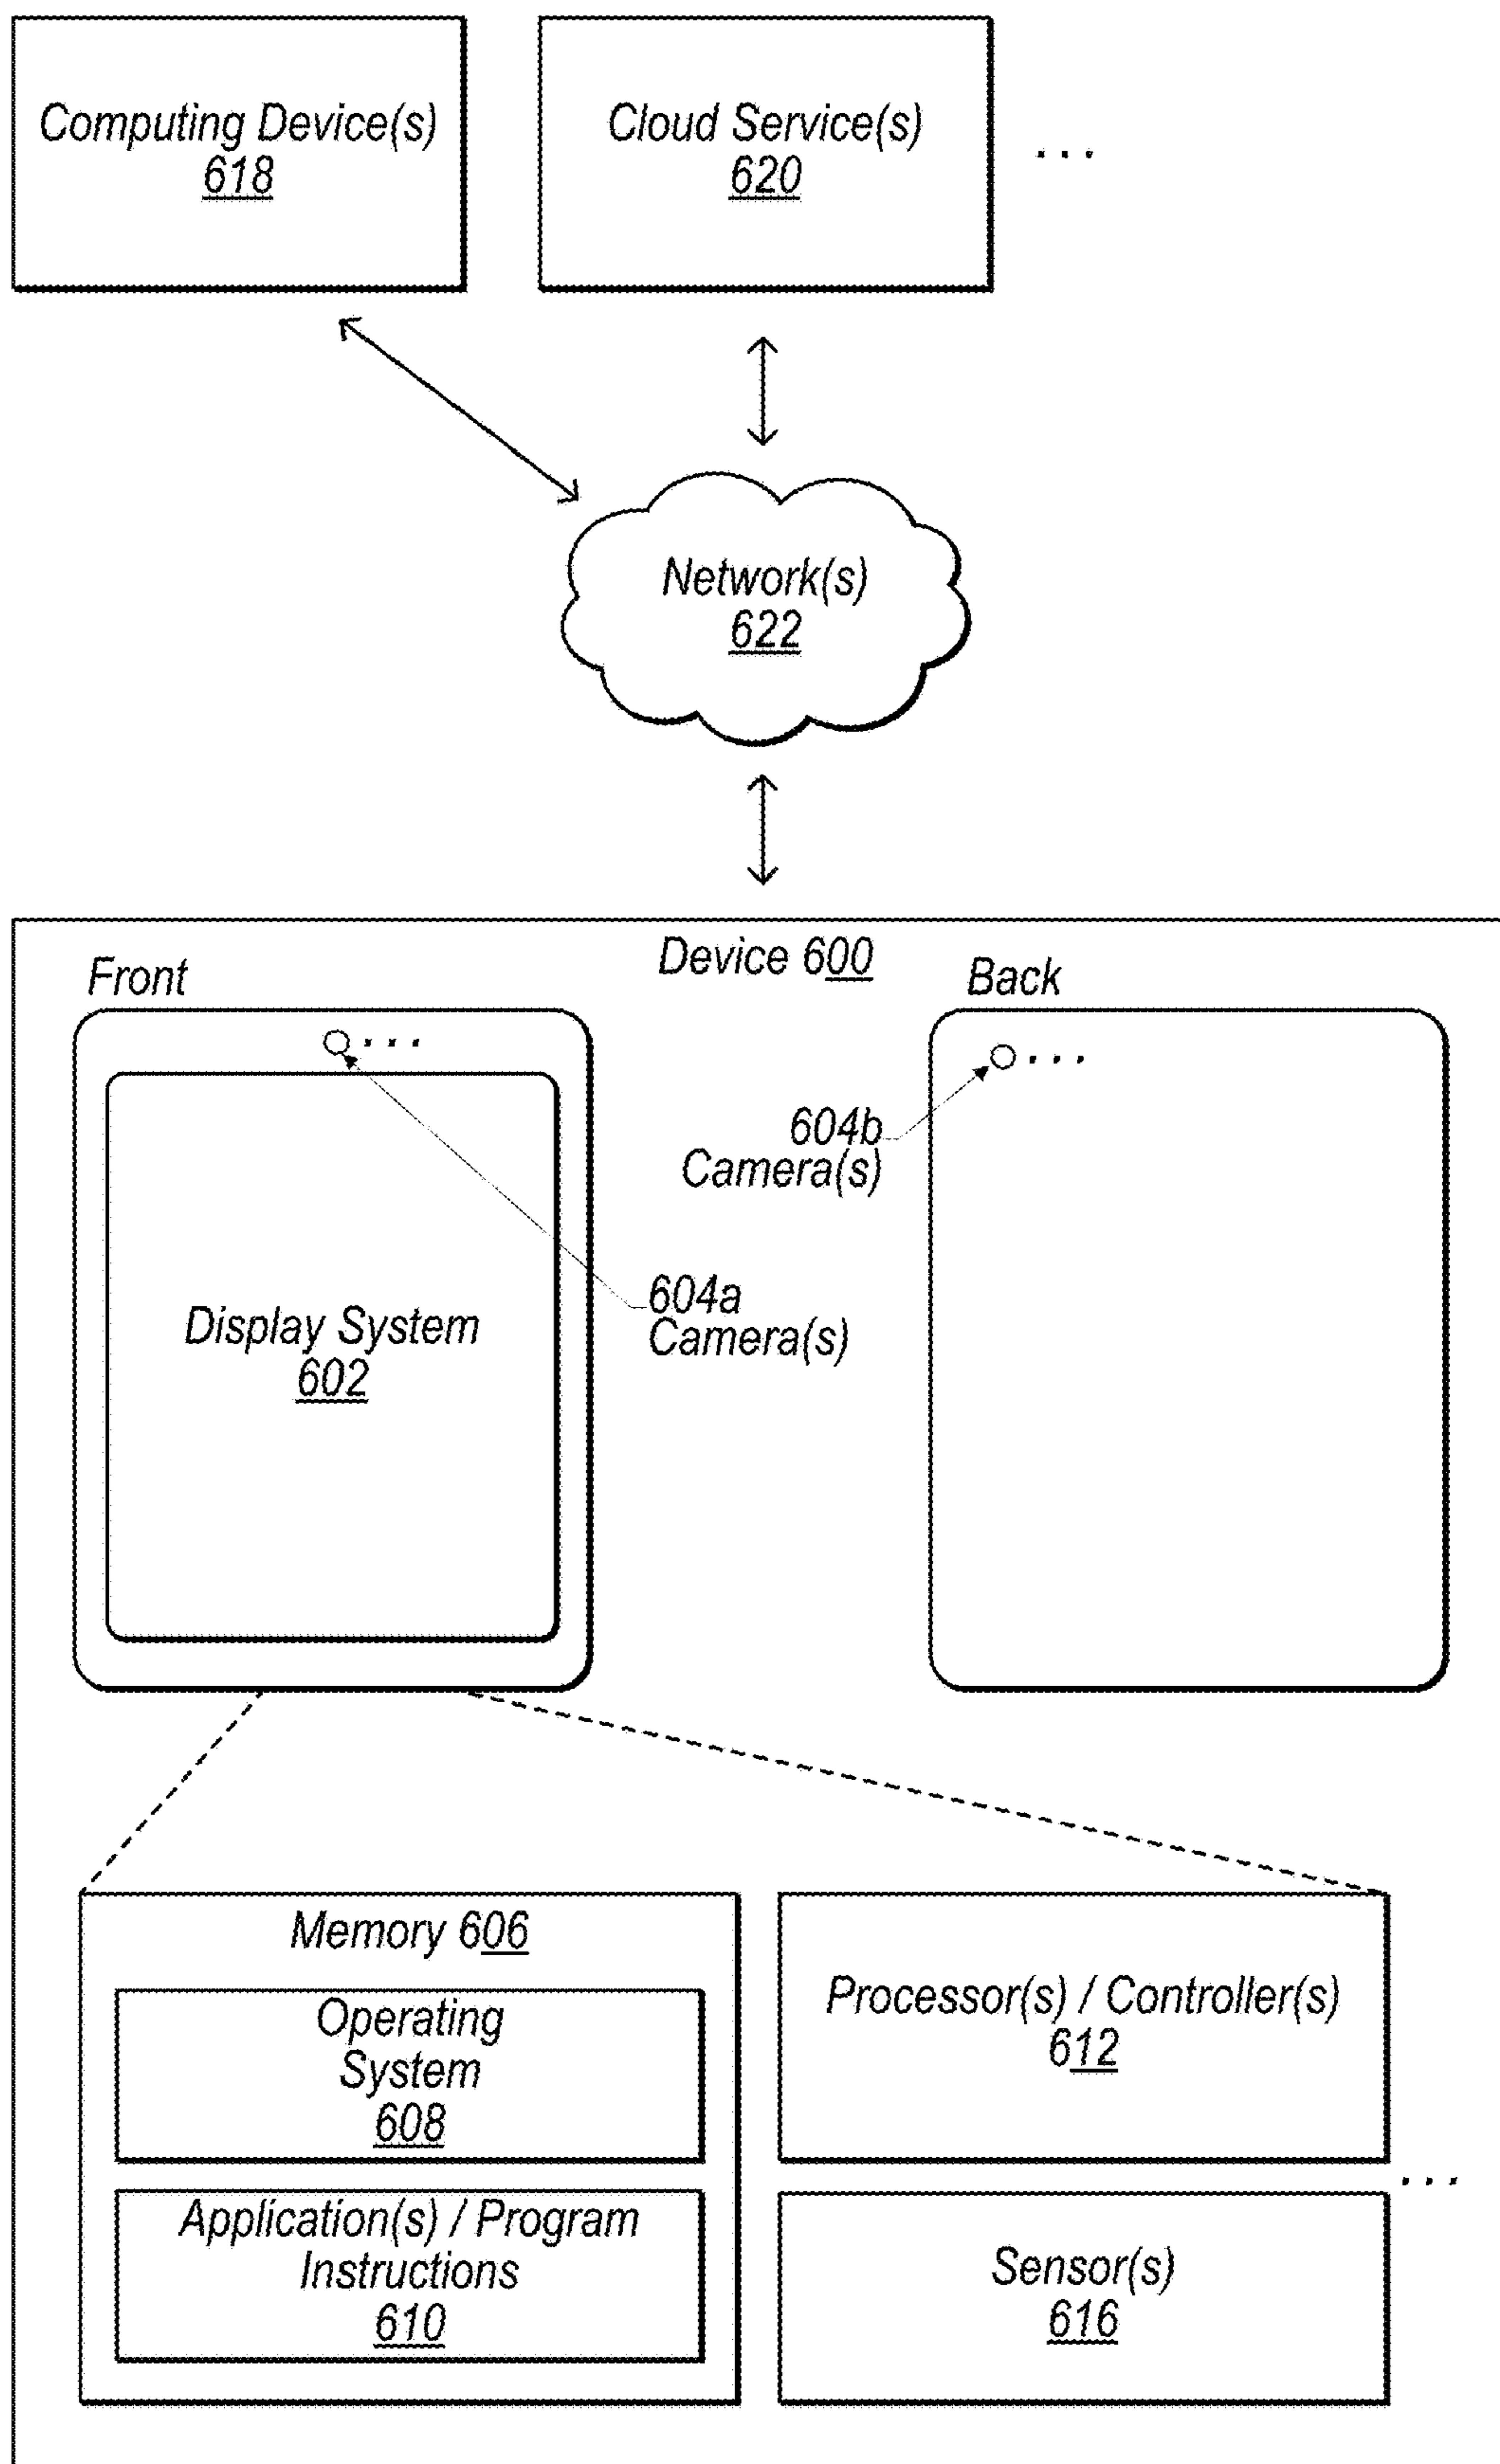 Computing Device(s)
618
Cloud Service(s)
620
...
Network(s)
622
Device 600
Front
Back
...
...
604b
Camera(s)
604a
Camera(s)
Display System
602
Memory 606
Operating
System
608
Application(s) / Program
Instructions
610
Processor(s) / Controller(s)
612
...
Sensor(s)
616